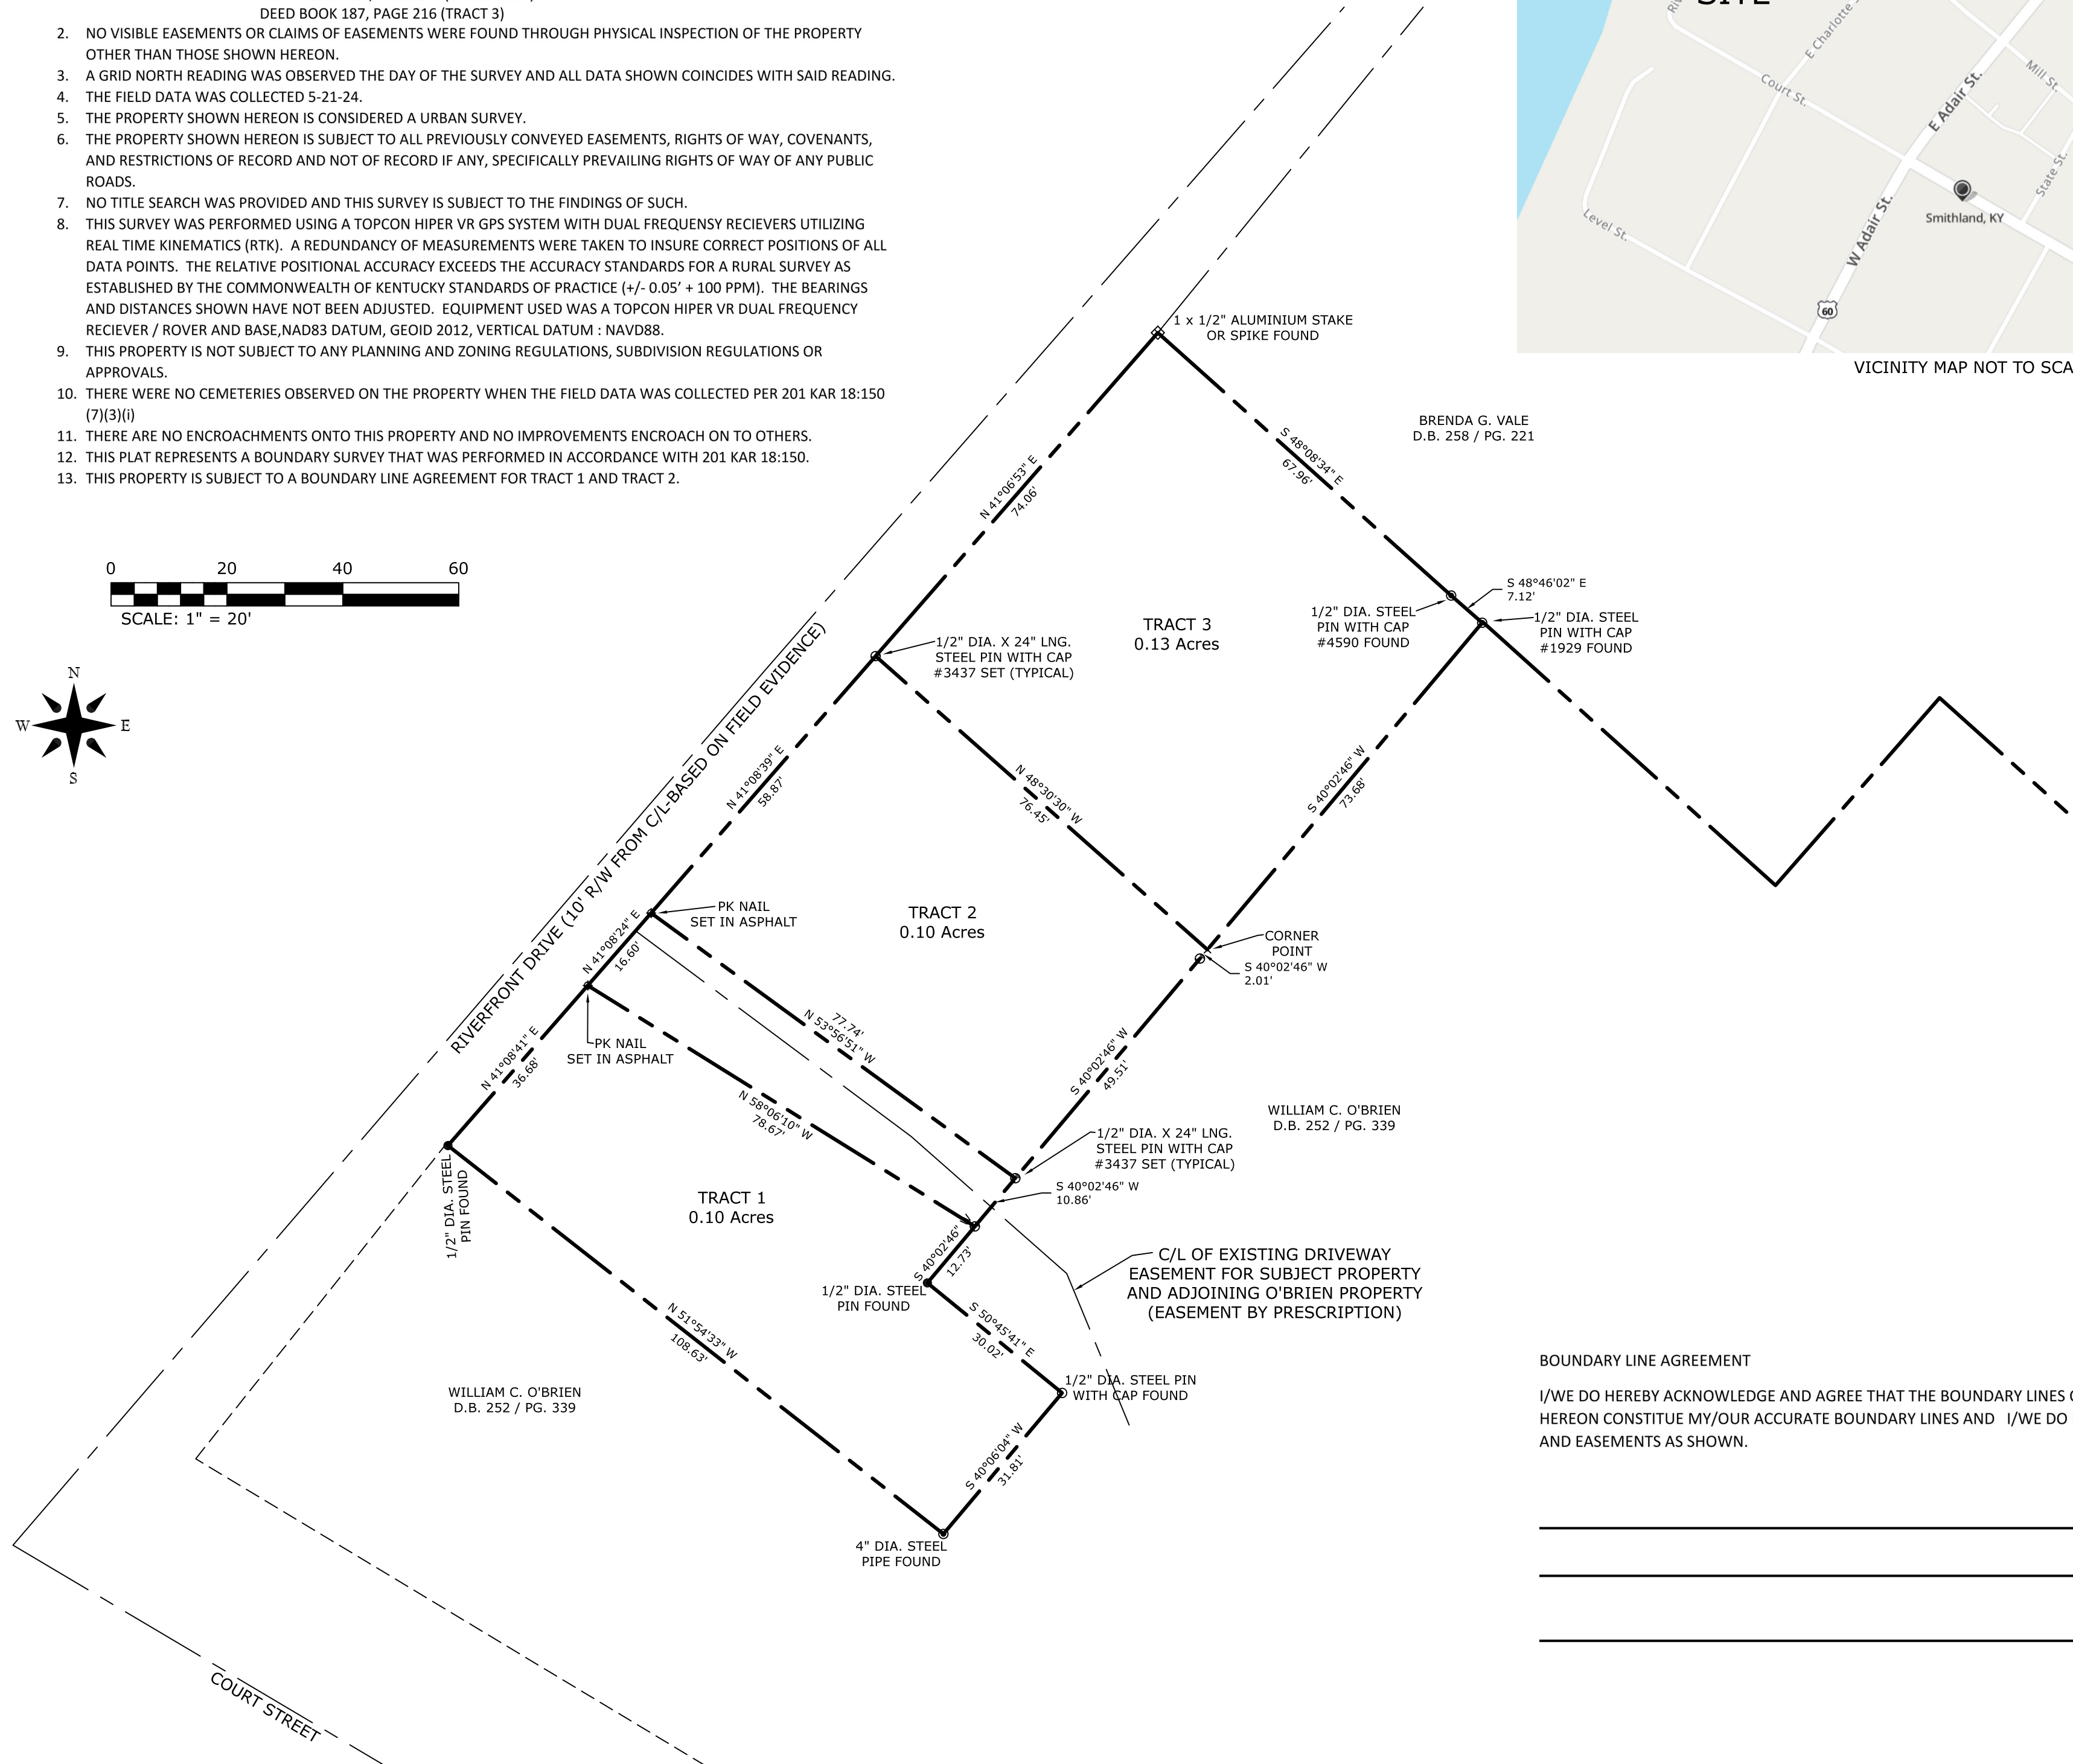 DEED BOOK 187, PAGE 216 (TRACT 3)
2. NO VISIBLE EASEMENTS OR CLAIMS OF EASEMENTS WERE FOUND THROUGH PHYSICAL INSPECTION OF THE PROPERTY
OTHER THAN THOSE SHOWN HEREON.
3. A GRID NORTH READING WAS OBSERVED THE DAY OF THE SURVEY AND ALL DATA SHOWN COINCIDES WITH SAID READING.
4. THE FIELD DATA WAS COLLECTED 5-21-24.
5. THE PROPERTY SHOWN HEREON IS CONSIDERED A URBAN SURVEY.
6. THE PROPERTY SHOWN HEREON IS SUBJECT TO ALL PREVIOUSLY CONVEYED EASEMENTS, RIGHTS OF WAY, COVENANTS,
AND RESTRICTIONS OF RECORD AND NOT OF RECORD IF ANY, SPECIFICALLY PREVAILING RIGHTS OF WAY OF ANY PUBLIC
ROADS.
7. NO TITLE SEARCH WAS PROVIDED AND THIS SURVEY IS SUBJECT TO THE FINDINGS OF SUCH.
8. THIS SURVEY WAS PERFORMED USING A TOPCON HIPER VR GPS SYSTEM WITH DUAL FREQUENSY RECIEVERS UTILIZING
REAL TIME KINEMATICS (RTK). A REDUNDANCY OF MEASUREMENTS WERE TAKEN TO INSURE CORRECT POSITIONS OF ALL
DATA POINTS. THE RELATIVE POSITIONAL ACCURACY EXCEEDS THE ACCURACY STANDARDS FOR A RURAL SURVEY AS
ESTABLISHED BY THE COMMONWEALTH OF KENTUCKY STANDARDS OF PRACTICE (+/- 0.05' + 100 PPM). THE BEARINGS
AND DISTANCES SHOWN HAVE NOT BEEN ADJUSTED. EQUIPMENT USED WAS A TOPCON HIPER VR DUAL FREQUENCY
RECIEVER / ROVER AND BASE,NAD83 DATUM, GEOID 2012, VERTICAL DATUM : NAVD88.
9. THIS PROPERTY IS NOT SUBJECT TO ANY PLANNING AND ZONING REGULATIONS, SUBDIVISION REGULATIONS OR
APPROVALS.
10. THERE WERE NO CEMETERIES OBSERVED ON THE PROPERTY WHEN THE FIELD DATA WAS COLLECTED PER 201 KAR 18:150
(7)(3)(i)
11. THERE ARE NO ENCROACHMENTS ONTO THIS PROPERTY AND NO IMPROVEMENTS ENCROACH ON TO OTHERS.
12. THIS PLAT REPRESENTS A BOUNDARY SURVEY THAT WAS PERFORMED IN ACCORDANCE WITH 201 KAR 18:150.
13. THIS PROPERTY IS SUBJECT TO A BOUNDARY LINE AGREEMENT FOR TRACT 1 AND TRACT 2.
SITE
E Charlotte
Court St.
E Adair St.
Mill St.
State St.
Level St.
W Adair St.
Smithland, KY
60
VICINITY MAP NOT TO SCA
0 20 40 60
SCALE: 1" = 20'
N
W E
S
1 x 1/2" ALUMINIUM STAKE
OR SPIKE FOUND
BRENDA G. VALE
D.B. 258 / PG. 221
N 41°06'53" E
74.06'
S 48°08'34" E
67.96'
S 48°46'02" E
7.12'
1/2" DIA. STEEL
PIN WITH CAP
#4590 FOUND
1/2" DIA. STEEL
PIN WITH CAP
#1929 FOUND
TRACT 3
0.13 Acres
1/2" DIA. X 24" LNG.
STEEL PIN WITH CAP
#3437 SET (TYPICAL)
RIVERFRONT DRIVE (10' R/W FROM C/L-BASED ON FIELD EVIDENCE)
N 41°08'39" E
58.87'
N 48°30'30" W
76.45'
S 40°02'46" W
73.68'
PK NAIL
SET IN ASPHALT
TRACT 2
0.10 Acres
CORNER
POINT
S 40°02'46" W
2.01'
N 41°08'24" E
16.60'
PK NAIL
SET IN ASPHALT
77.74'
N 53°56'51" W
N 41°08'41" E
36.68'
N 58°06'10" W
78.67'
S 40°02'46" W
49.51'
WILLIAM C. O'BRIEN
D.B. 252 / PG. 339
1/2" DIA. X 24" LNG.
STEEL PIN WITH CAP
#3437 SET (TYPICAL)
S 40°02'46" W
10.86'
1/2" DIA. STEEL
PIN FOUND
TRACT 1
0.10 Acres
S 40°02'46" W
12.73'
1/2" DIA. STEEL
PIN FOUND
C/L OF EXISTING DRIVEWAY
EASEMENT FOR SUBJECT PROPERTY
AND ADJOINING O'BRIEN PROPERTY
(EASEMENT BY PRESCRIPTION)
N 51°54'33" W
108.63'
S 50°45'41" E
30.02'
1/2" DIA. STEEL PIN
WITH CAP FOUND
WILLIAM C. O'BRIEN
D.B. 252 / PG. 339
S 40°06'04" W
31.81'
4" DIA. STEEL
PIPE FOUND
COURT STREET
BOUNDARY LINE AGREEMENT
I/WE DO HEREBY ACKNOWLEDGE AND AGREE THAT THE BOUNDARY LINES
HEREON CONSTITUE MY/OUR ACCURATE BOUNDARY LINES AND I/WE DO
AND EASEMENTS AS SHOWN.